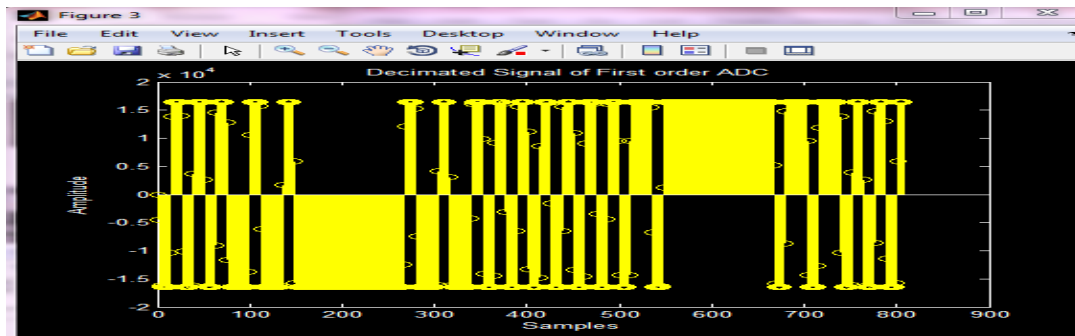 Figure 3
File Edit View Insert Tools Desktop Window Help
Decimated Signal of First order ADC
× 10⁴
2
1.5
1
0.5
0
-0.5
-1
-1.5
-2
Amplitude
0 100 200 300 400 500 600 700 800 900
Samples